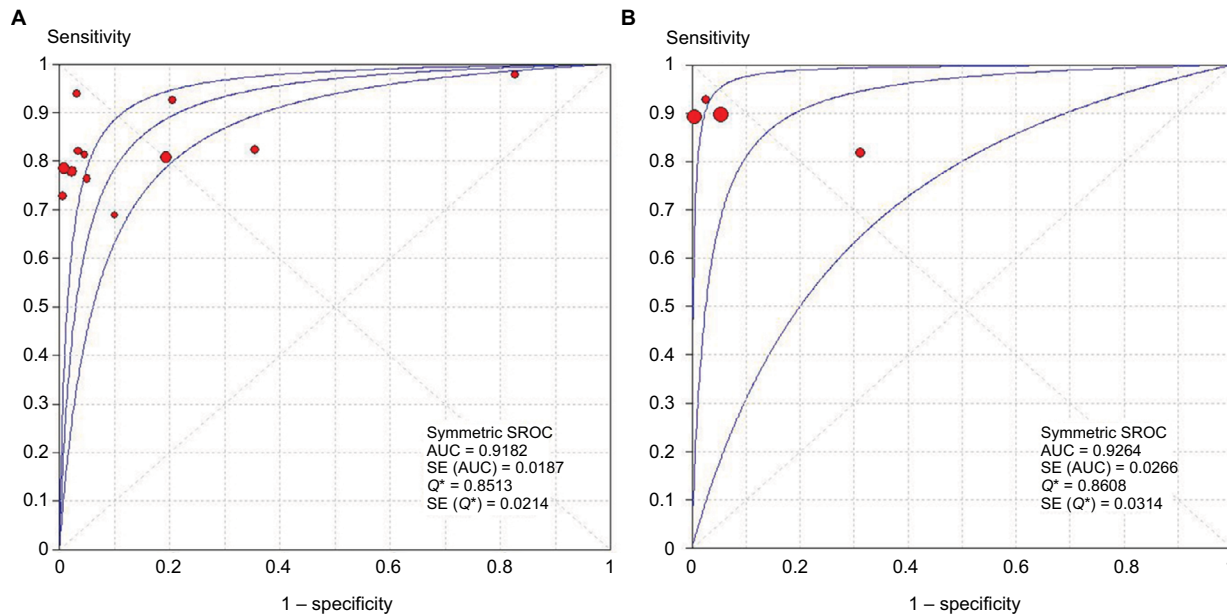 A
Sensitivity
1
0.9
0.8
0.7
0.6
0.5
0.4
0.3
0.2
0.1
0
Symmetric SROC
AUC = 0.9182
SE (AUC) = 0.0187
Q* = 0.8513
SE (Q*) = 0.0214
0 0.2 0.4 0.6 0.8 1
1 – specificity
B
Sensitivity
1
0.9
0.8
0.7
0.6
0.5
0.4
0.3
0.2
0.1
0
Symmetric SROC
AUC = 0.9264
SE (AUC) = 0.0266
Q* = 0.8608
SE (Q*) = 0.0314
0 0.2 0.4 0.6 0.8
1 – specificity